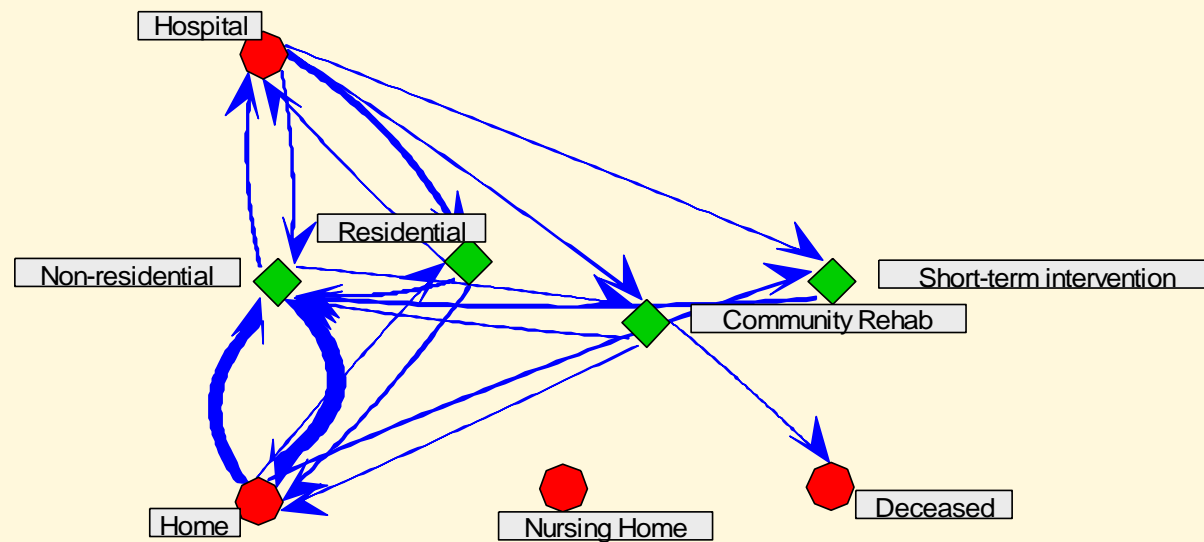 Hospital
Residential
Non-residential
Short-term intervention
Community Rehab
Home
Nursing Home
Deceased